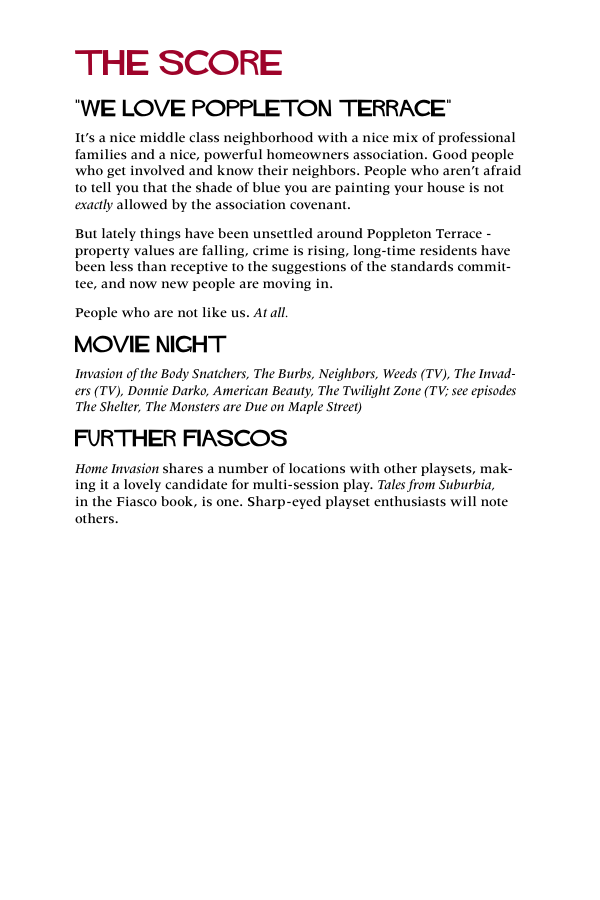 THE SCORE
"WE LOVE POPPLETON TERRACE"
It's a nice middle class neighborhood with a nice mix of professional
families and a nice, powerful homeowners association. Good people
who get involved and know their neighbors. People who aren't afraid
to tell you that the shade of blue you are painting your house is not
exactly allowed by the association covenant.
But lately things have been unsettled around Poppleton Terrace -
property values are falling, crime is rising, long-time residents have
been less than receptive to the suggestions of the standards commit-
tee, and now new people are moving in.
People who are not like us. At all.
MOVIE NIGHT
Invasion of the Body Snatchers, The Burbs, Neighbors, Weeds (TV), The Invad-
ers (TV), Donnie Darko, American Beauty, The Twilight Zone (TV; see episodes
The Shelter, The Monsters are Due on Maple Street)
FURTHER FIASCOS
Home Invasion shares a number of locations with other playsets, mak-
ing it a lovely candidate for multi-session play. Tales from Suburbia,
in the Fiasco book, is one. Sharp-eyed playset enthusiasts will note
others.